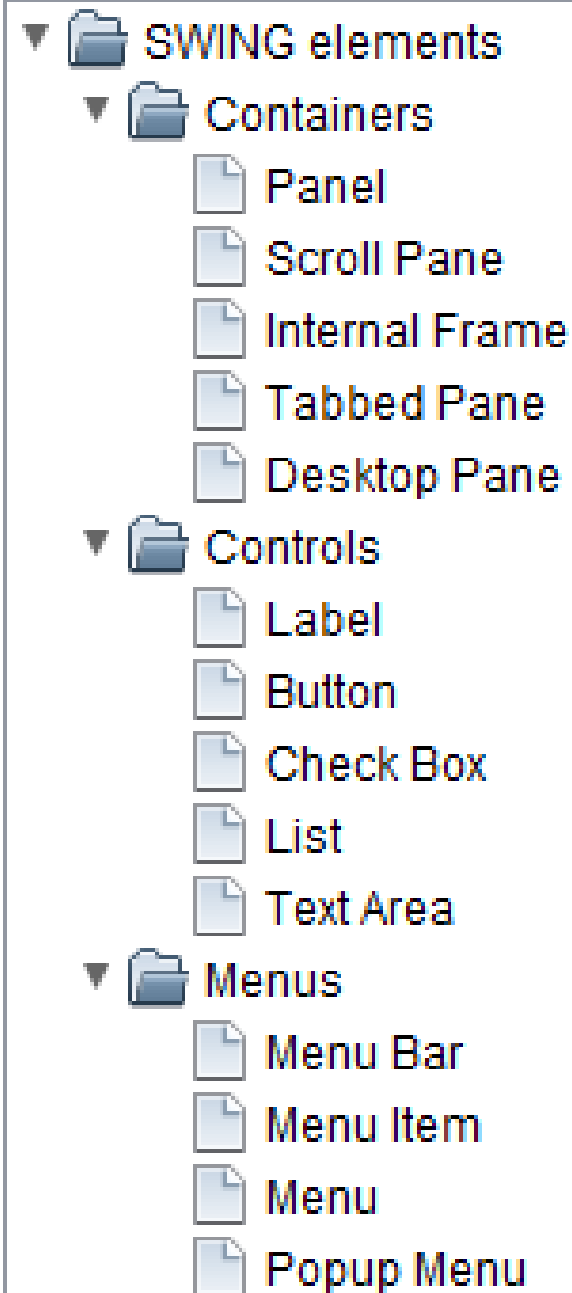 SWING elements
Containers
Panel
Scroll Pane
Internal Frame
Tabbed Pane
Desktop Pane
Controls
Label
Button
Check Box
List
Text Area
Menus
Menu Bar
Menu Item
Menu
Popup Menu